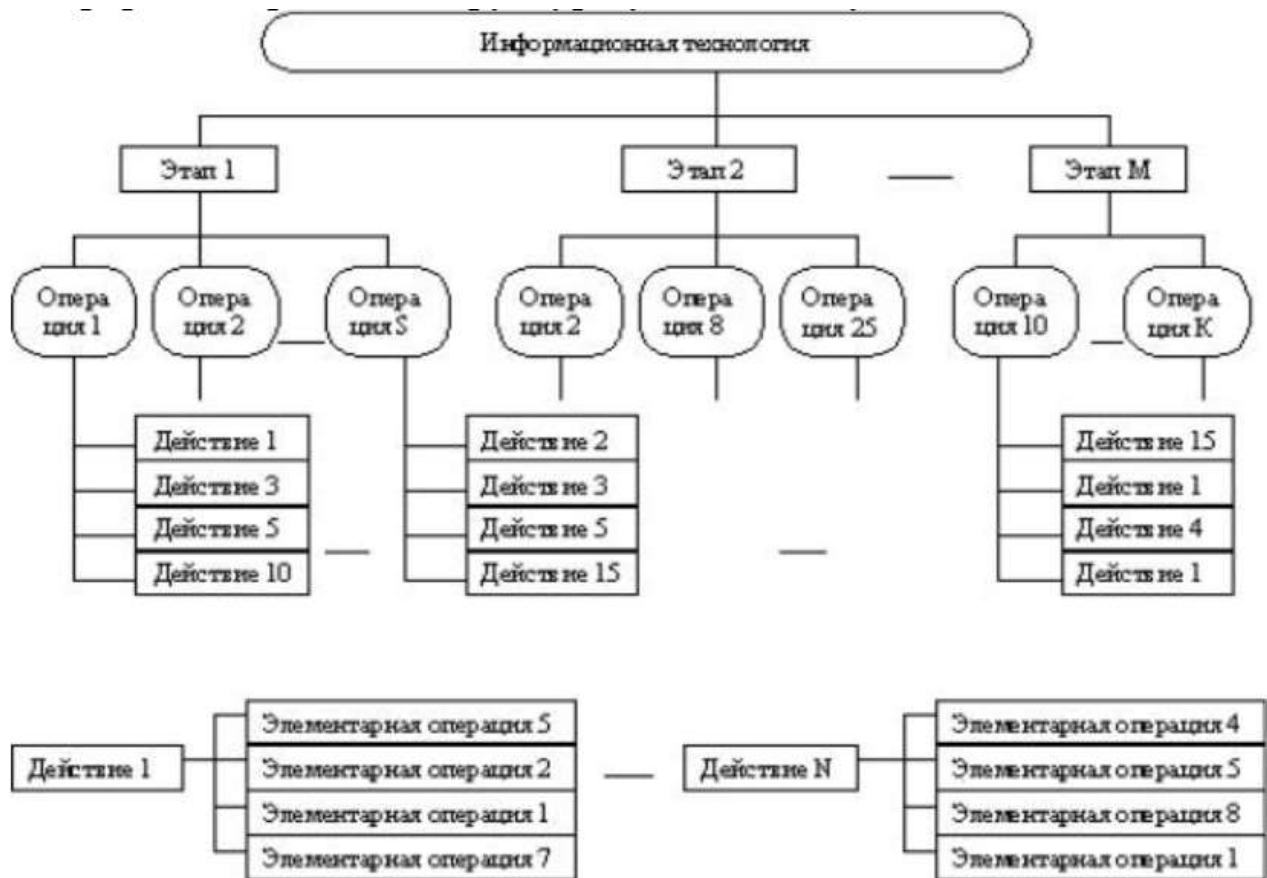 Информационная технология
Этап 1
Этап 2
Этап M
Опера
ция 1
Опера
ция 2
Опера
ция S
Опера
ция 2
Опера
ция 8
Опера
ция 25
Опера
ция 10
Опера
ция K
Действие 1
Действие 3
Действие 5
Действие 10
Действие 2
Действие 3
Действие 5
Действие 15
Действие 15
Действие 1
Действие 4
Действие 1
Действие 1
Элементарная операция 5
Элементарная операция 2
Элементарная операция 1
Элементарная операция 7
Действие N
Элементарная операция 4
Элементарная операция 5
Элементарная операция 8
Элементарная операция 1